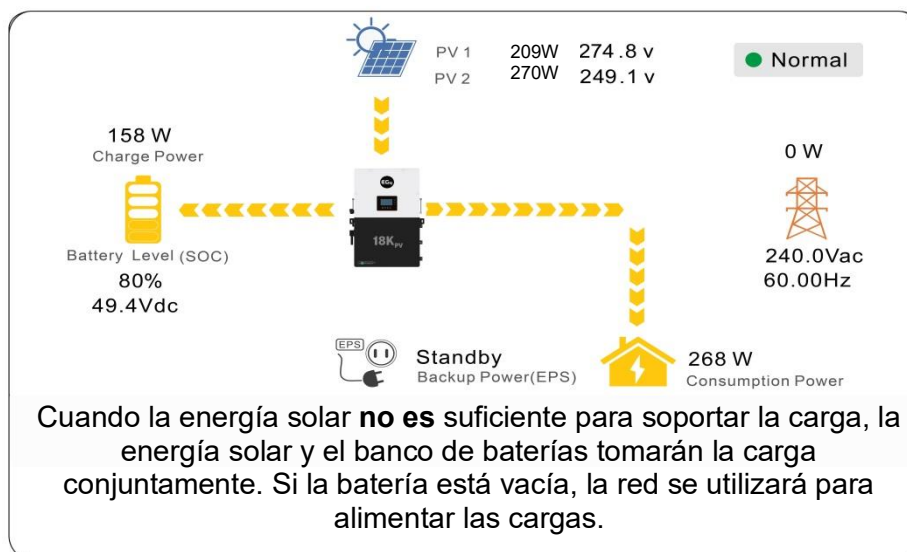 PV 1 209W 274.8 v
PV 2 270W 249.1 v
Normal
158 W
Charge Power
0 W
18KPV
Battery Level (SOC)
80%
49.4Vdc
240.0Vac
60.00Hz
EPS
Standby
Backup Power(EPS)
268 W
Consumption Power
Cuando la energía solar no es suficiente para soportar la carga, la
energía solar y el banco de baterías tomarán la carga
conjuntamente. Si la batería está vacía, la red se utilizará para
alimentar las cargas.